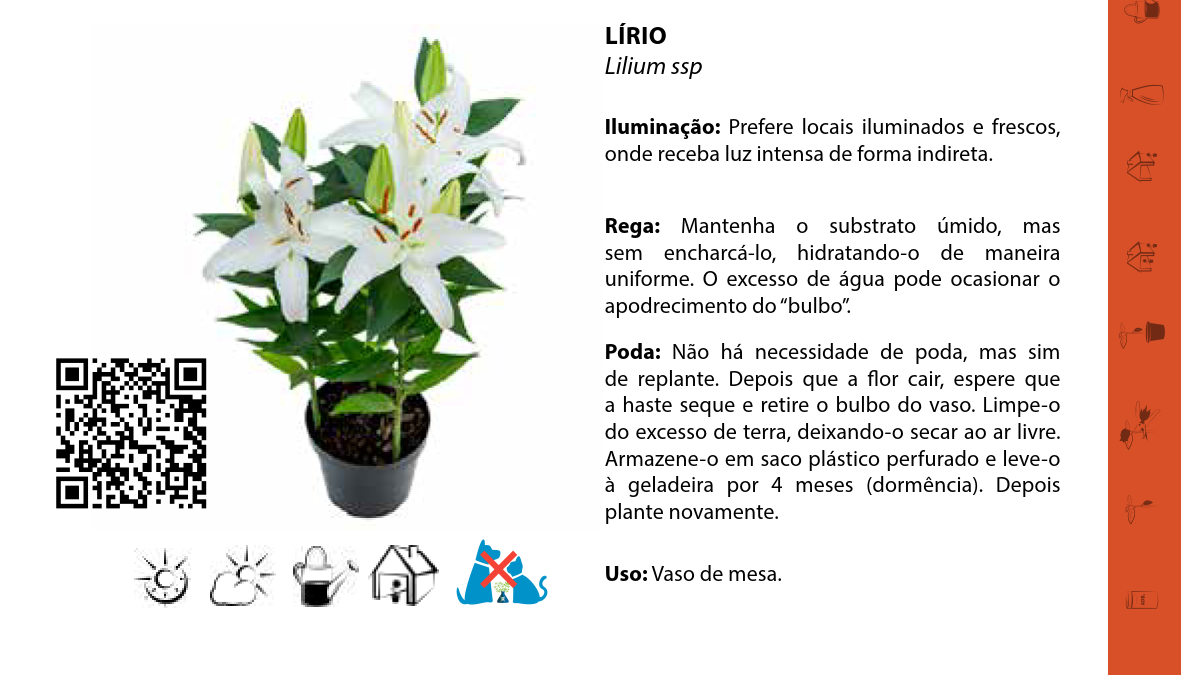 LÍRIO
Lilium ssp
Iluminação: Prefere locais iluminados e frescos,
onde receba luz intensa de forma indireta.
Rega: Mantenha o substrato úmido, mas
sem encharcá-lo, hidratando-o de maneira
uniforme. O excesso de água pode ocasionar o
apodrecimento do “bulbo”.
Poda: Não há necessidade de poda, mas sim
de replante. Depois que a flor cair, espere que
a haste seque e retire o bulbo do vaso. Limpe-o
do excesso de terra, deixando-o secar ao ar livre.
Armazene-o em saco plástico perfurado e leve-o
à geladeira por 4 meses (dormência). Depois
plante novamente.
Uso: Vaso de mesa.